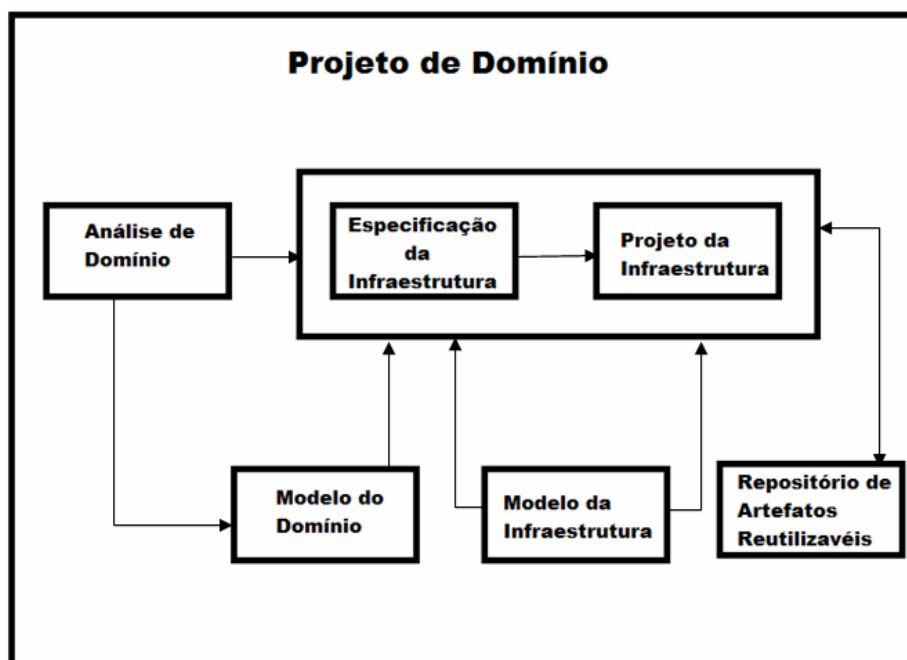 Projeto de Domínio
Análise de
Domínio
Especificação
da
Infraestrutura
Projeto da
Infraestrutura
Modelo do
Domínio
Modelo da
Infraestrutura
Repositório de
Artefatos
Reutilizavéis